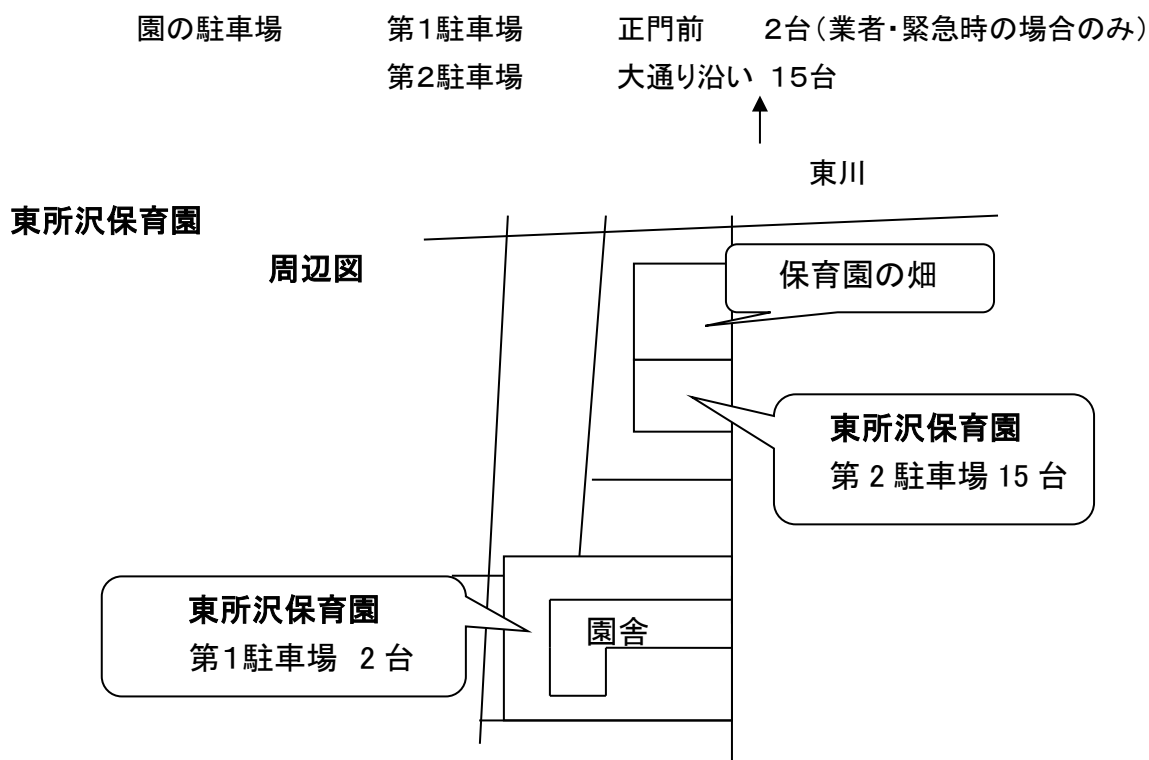 園の駐車場 第1駐車場 正門前 2台(業者・緊急時の場合のみ)
第2駐車場 大通り沿い 15台
東川
東所沢保育園
周辺図
保育園の畑
東所沢保育園
第2駐車場15台
東所沢保育園
第1駐車場 2台
園舎